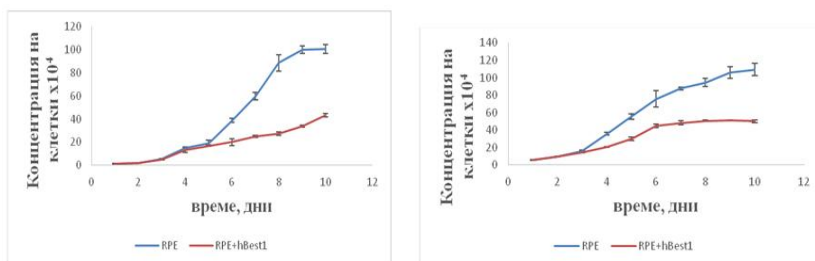 120
100
80
60
40
20
0
Концентрация на
клетки x10⁴
0 2 4 6 8 10 12
време, дни
RPE RPE+hBest1
140
120
100
80
60
40
20
0
Концентрация на
клетки x10⁴
0 2 4 6 8 10 12
време, дни
RPE RPE+hBest1